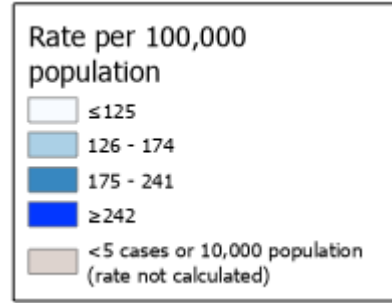 Rate per 100,000
population
≤125
126 - 174
175 - 241
≥242
<5 cases or 10,000 population
(rate not calculated)